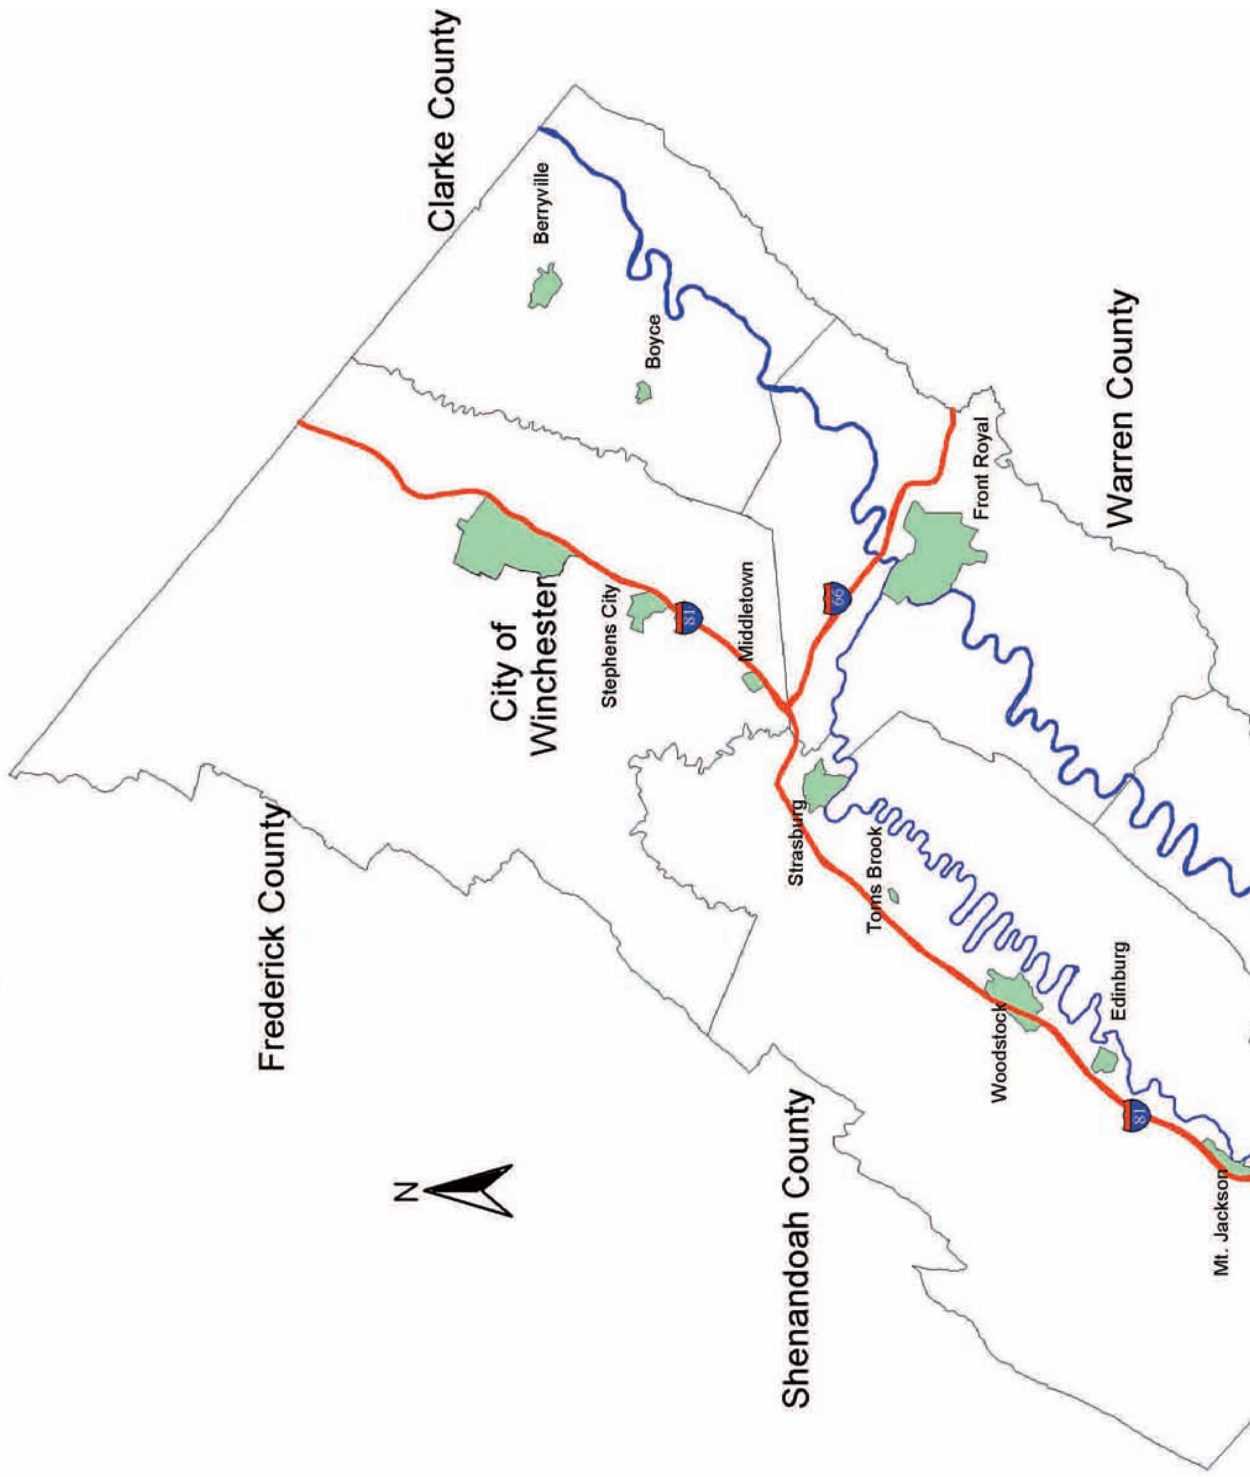 Frederick County
Clarke County
Berryville
Boyce
City of
Winchester
Stephens City
81
Middletown
66
Front Royal
Warren County
Strasburg
Toms Brook
N
Shenandoah County
Woodstock
Edinburg
81
Mt. Jackson